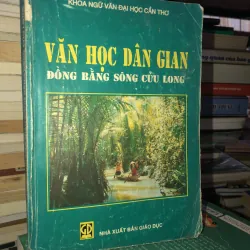 KHOA NGỮ VĂN ĐẠI HỌC CẦN THƠ
VĂN HỌC DÂN GIAN
ĐỒNG BẰNG SÔNG CỬU LONG
NHÀ XUẤT BẢN GIÁO DỤC